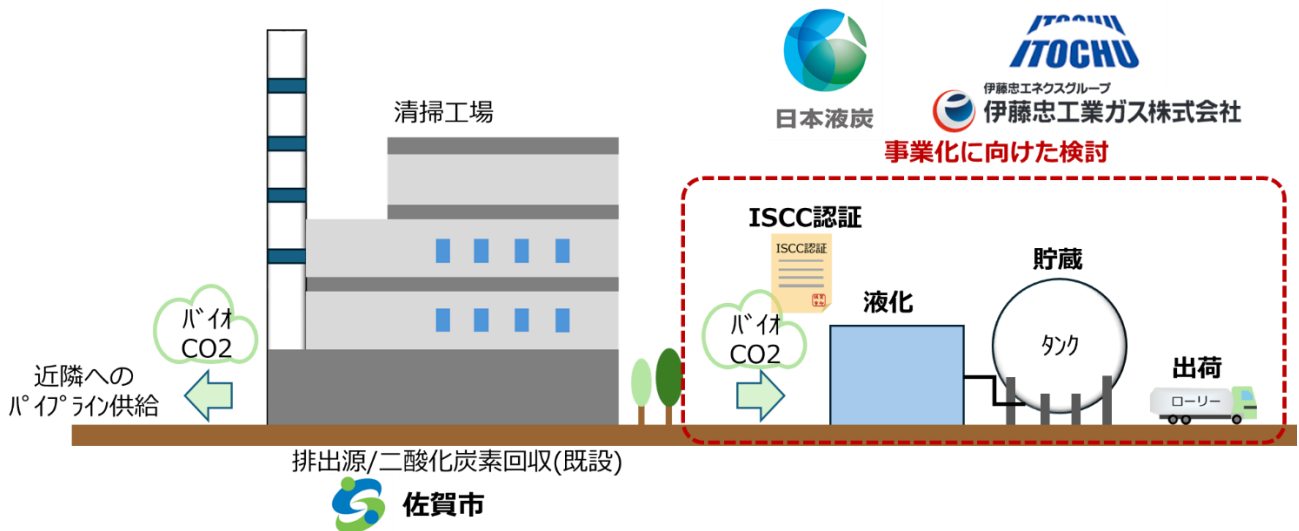 清掃工場
日本液炭
ITOCHU
ITOCHU
伊藤忠エネクスグループ
伊藤忠工業ガス株式会社
事業化に向けた検討
ISCC認証
ISCC認証
液化
貯蔵
タンク
出荷
ローリー
バイオ
CO2
バイオ
CO2
近隣への
パイプライン供給
排出源/二酸化炭素回収(既設)
佐賀市